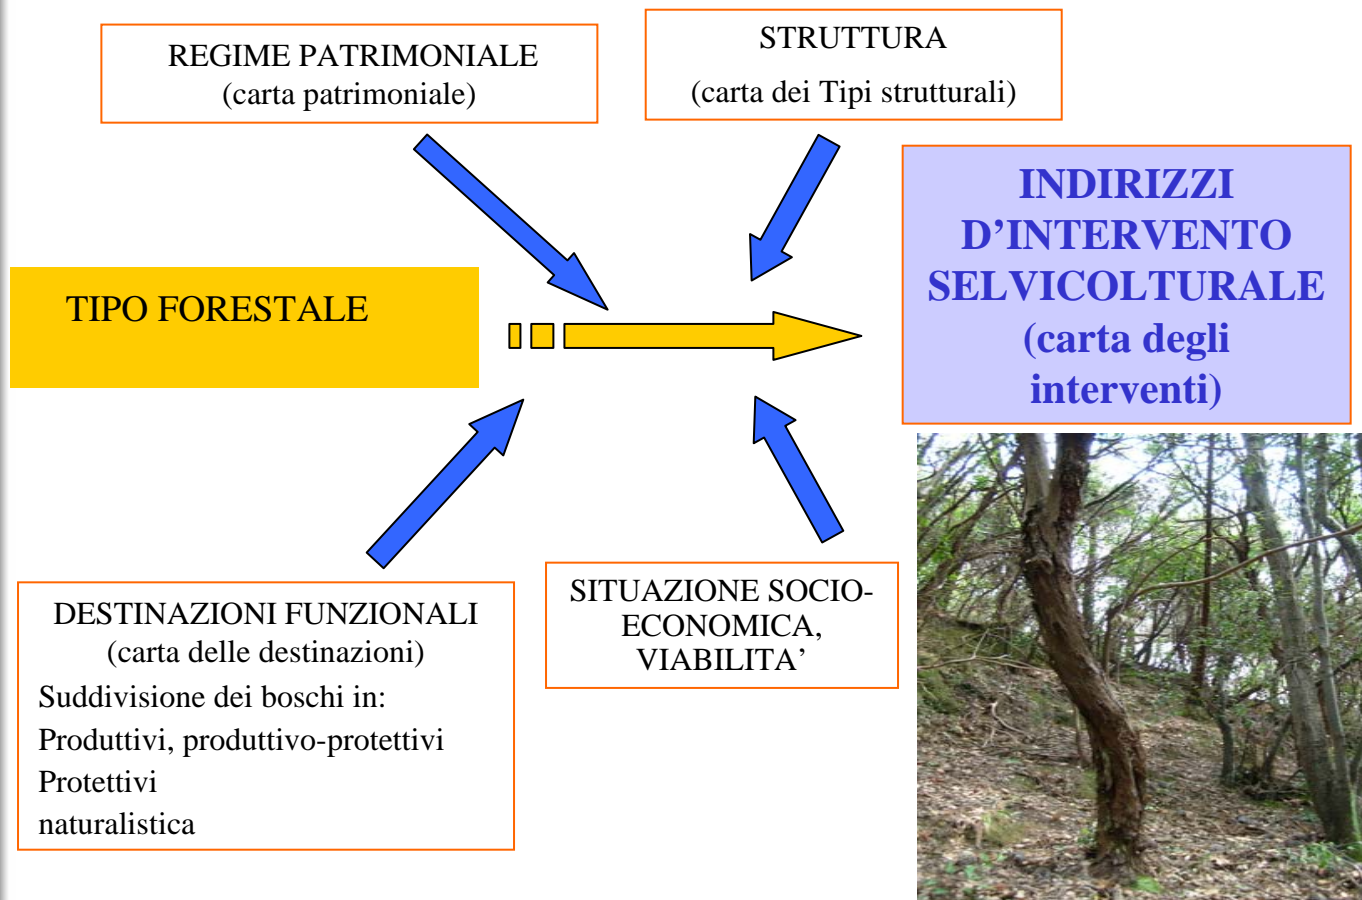 REGIME PATRIMONIALE
(carta patrimoniale)
STRUTTURA
(carta dei Tipi strutturali)
INDIRIZZI
D’INTERVENTO
SELVICOLTURALE
(carta degli
interventi)
TIPO FORESTALE
DESTINAZIONI FUNZIONALI
(carta delle destinazioni)
Suddivisione dei boschi in:
Produttivi, produttivo-protettivi
Protettivi
naturalistica
SITUAZIONE SOCIO-
ECONOMICA,
VIABILITA’